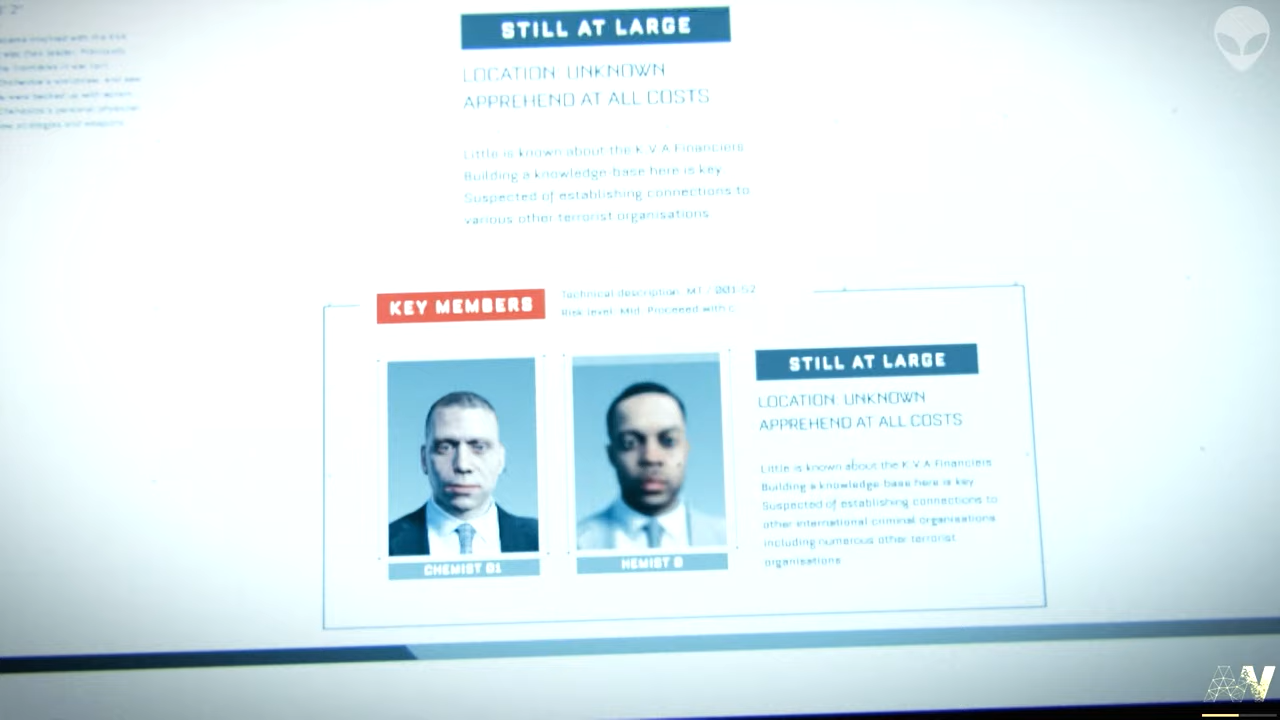 STILL AT LARGE
LOCATION: UNKNOWN
APPREHEND AT ALL COSTS
Little is known about the K.V.A Financiers
Building a knowledge base here is key
Suspected of establishing connections to
various other terrorist organisations
KEY MEMBERS
Technical description: MT / 001-52
Risk level: Mid. Proceeed with c
CHEMIST 01
HEMIST 0
STILL AT LARGE
LOCATION: UNKNOWN
APPREHEND AT ALL COSTS
Little is known about the K.V.A Financiers
Building a knowledge base here is key
Suspected of establishing connections to
other international criminal organisations
including numerous other terrorist
organisations